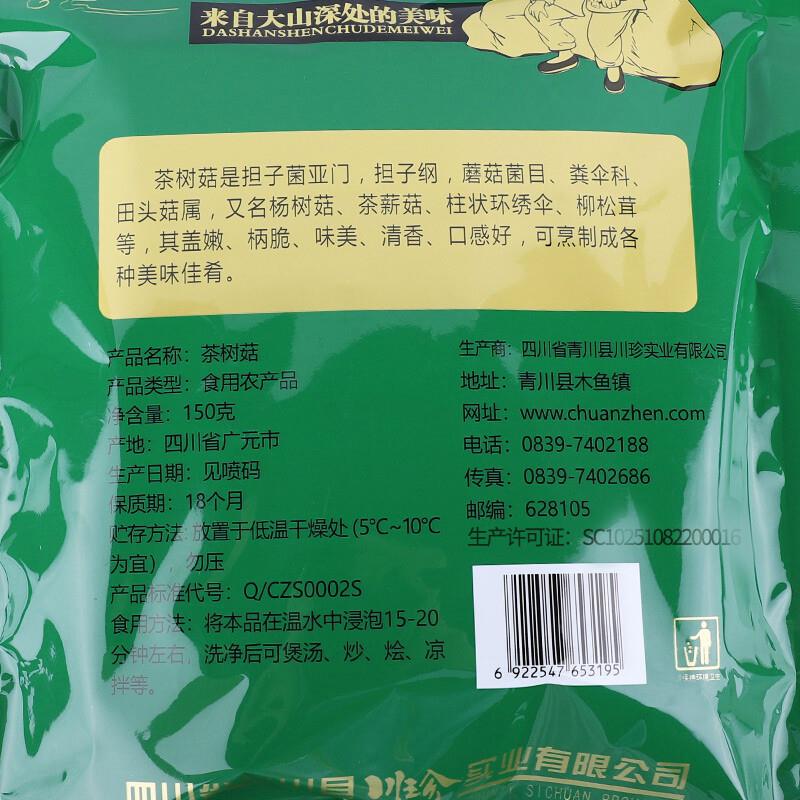 来自大山深处的美味
DASHANSHENCHUDEMEIWEI
茶树菇是担子菌亚门，担子纲，蘑菇菌目、粪伞科、
田头菇属，又名杨树菇、茶薪菇、柱状环绣伞、柳松茸
等，其盖嫩、柄脆、味美、清香、口感好，可烹制成各
种美味佳肴。
产品名称：茶树菇
产品类型：食用农产品
净含量：150克
产地：四川省广元市
生产日期：见喷码
保质期：18个月
贮存方法：放置于低温干燥处(5℃~10℃
为宜)，勿压
产品标准代号：Q/CZS0002S
食用方法：将本品在温水中浸泡15-20
分钟左右，洗净后可煲汤、炒、烩、凉
拌等。
生产商：四川省青川县川珍实业有限公司
地址：青川县木鱼镇
网址：www.chuanzhen.com
电话：0839-7402188
传真：0839-7402686
邮编：628105
生产许可证：SC10251082200016
6 922547 653195
川珍实业有限公司
SICHUAN